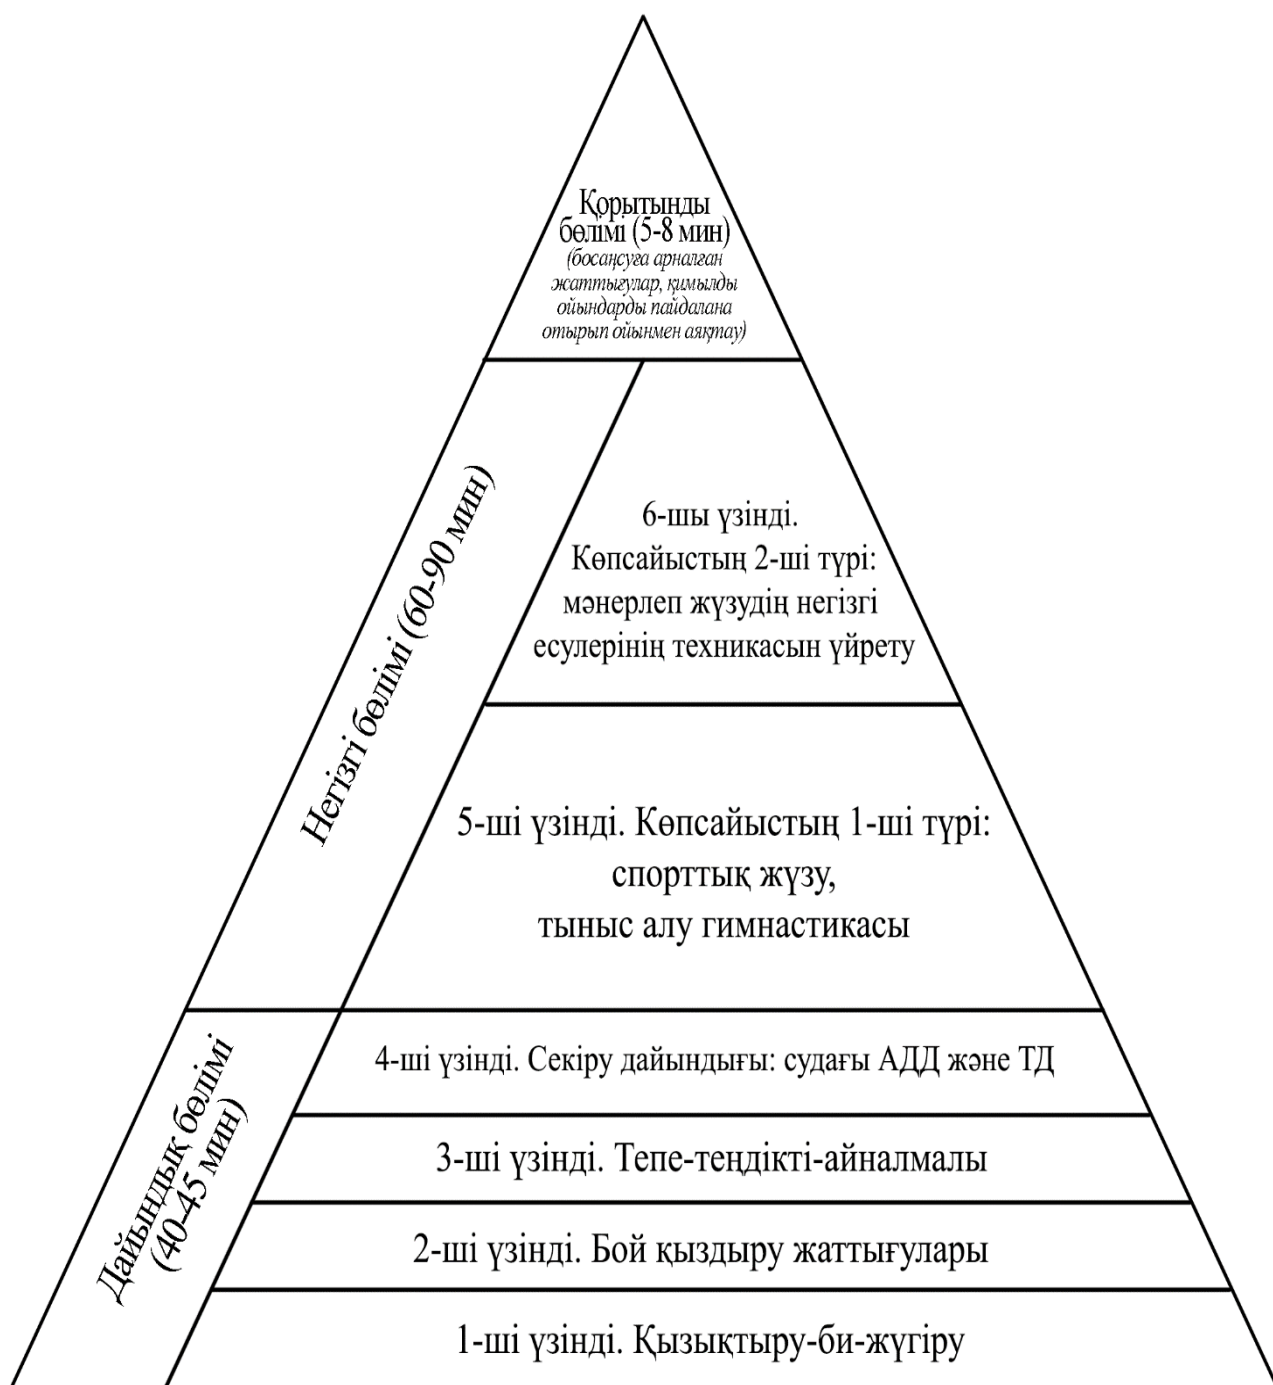 Қорытынды
бөлімі (5-8 мин)
(босаңсуға арналған
жаттығулар, қимылды
ойындарды пайдалана
отырып ойынмен аяқтау)
Негізгі бөлімі (60-90 мин)
6-шы үзінді.
Көпсайыстың 2-ші түрі:
мәнерлеп жүзудің негізгі
есулерінің техникасын үйрету
5-ші үзінді. Көпсайыстың 1-ші түрі:
спорттық жүзу,
тыныс алу гимнастикасы
Дайындық бөлімі
(40-45 мин)
4-ші үзінді. Секіру дайындығы: судағы АДД және ТД
3-ші үзінді. Тепе-теңдікті-айналмалы
2-ші үзінді. Бой қыздыру жаттығулары
1-ші үзінді. Қызықтыру-би-жүгіру